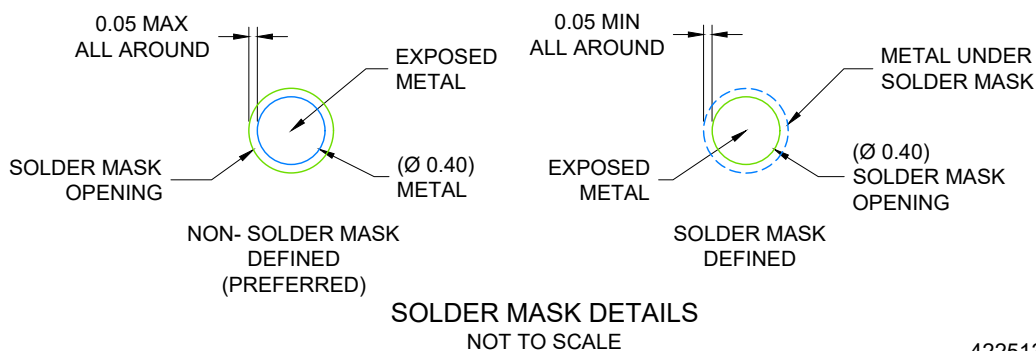 0.05 MAX
ALL AROUND
EXPOSED
METAL
SOLDER MASK
OPENING
(Ø 0.40)
METAL
NON- SOLDER MASK
DEFINED
(PREFERRED)
0.05 MIN
ALL AROUND
METAL UNDER
SOLDER MASK
EXPOSED
METAL
(Ø 0.40)
SOLDER MASK
OPENING
SOLDER MASK
DEFINED
SOLDER MASK DETAILS
NOT TO SCALE